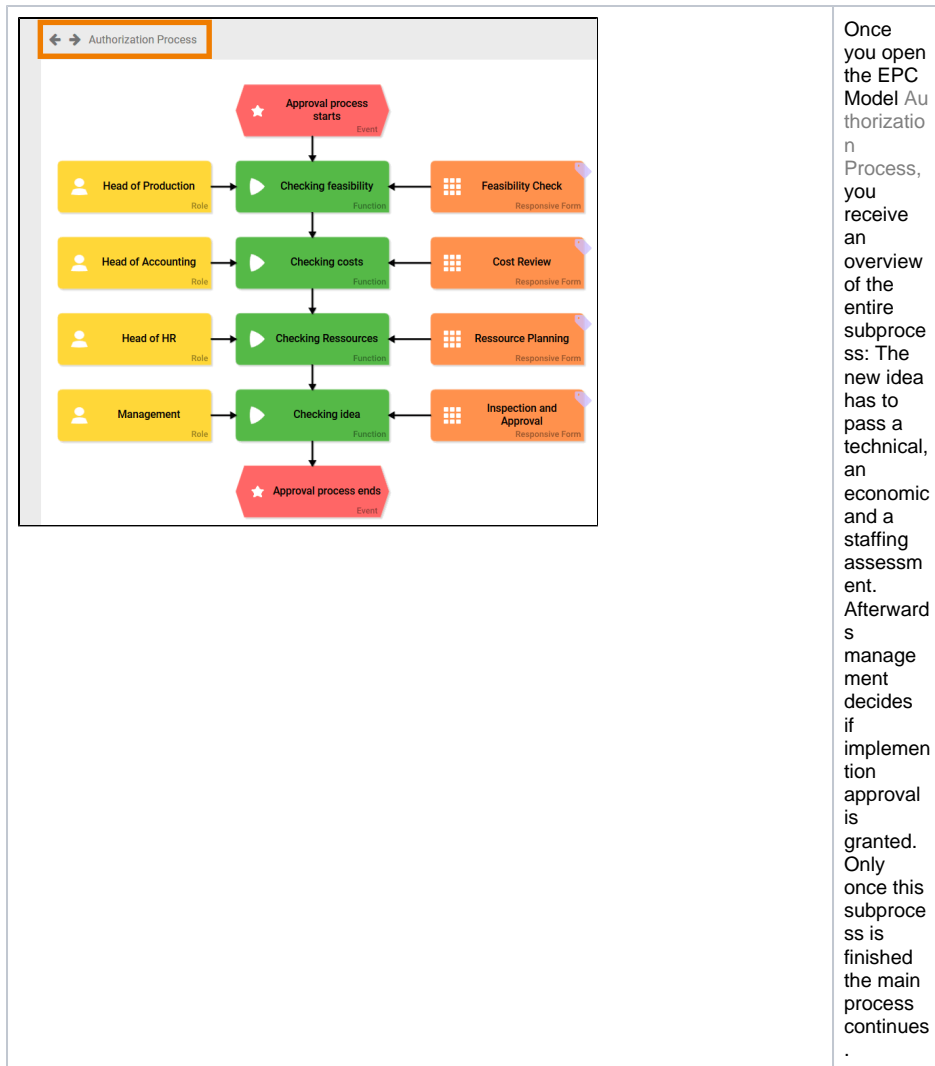 Authorization Process
Approval process
starts
Event
Head of Production
Role
Checking feasibility
Function
Feasibility Check
Responsive Form
Head of Accounting
Role
Checking costs
Function
Cost Review
Responsive Form
Head of HR
Role
Checking Ressources
Function
Ressource Planning
Responsive Form
Management
Role
Checking idea
Function
Inspection and
Approval
Responsive Form
Approval process ends
Event
Once
you open
the EPC
Model Au
thorizatio
n
Process,
you
receive
an
overview
of the
entire
subproce
ss: The
new idea
has to
pass a
technical,
an
economic
and a
staffing
assessm
ent.
Afterward
s
manage
ment
decides
if
implemen
tion
approval
is
granted.
Only
once this
subproce
ss is
finished
the main
process
continues
.